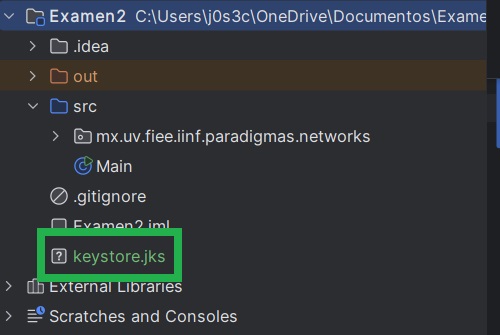 Examen2 C:\Users\j0s3c\OneDrive\Documentos\Exame
.idea
out
src
mx.uv.fiee.iinf.paradigmas.networks
Main
.gitignore
Examen2.iml
keystore.jks
External Libraries
Scratches and Consoles